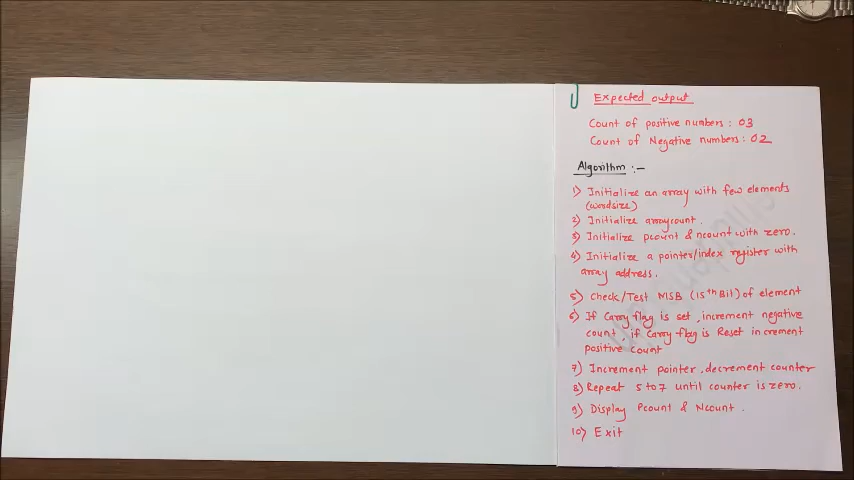 Expected output
Count of positive numbers : 03
Count of Negative numbers : 02
Algorithm :-
1) Initialize an array with few elements
(wordsize)
2) Initialize arraycount.
3) Initialize pcount & ncount with zero.
4) Initialize a pointer/index register with
array address.
5) Check/Test MSB (15th Bit) of element
6) If Carry flag is set, increment negative
count, if Carry flag is Reset increment
positive count
7) Increment pointer, decrement counter
8) Repeat 5 to 7 until counter is zero.
9) Display Pcount & Ncount.
10) Exit